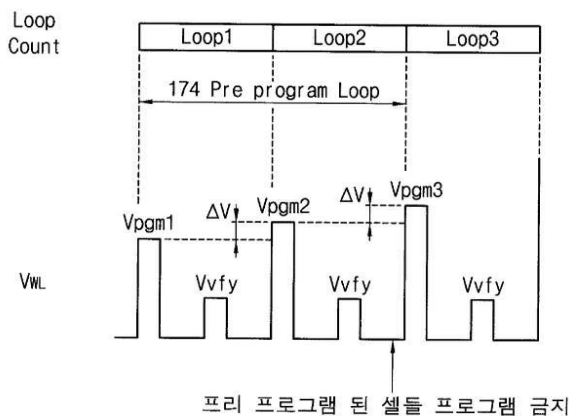 Loop
Count
Loop1 Loop2 Loop3
174 Pre program Loop
Vpgm1 ΔV Vpgm2 ΔV Vpgm3
VWL
Vvfy Vvfy Vvfy
프리 프로그램 된 셀들 프로그램 금지